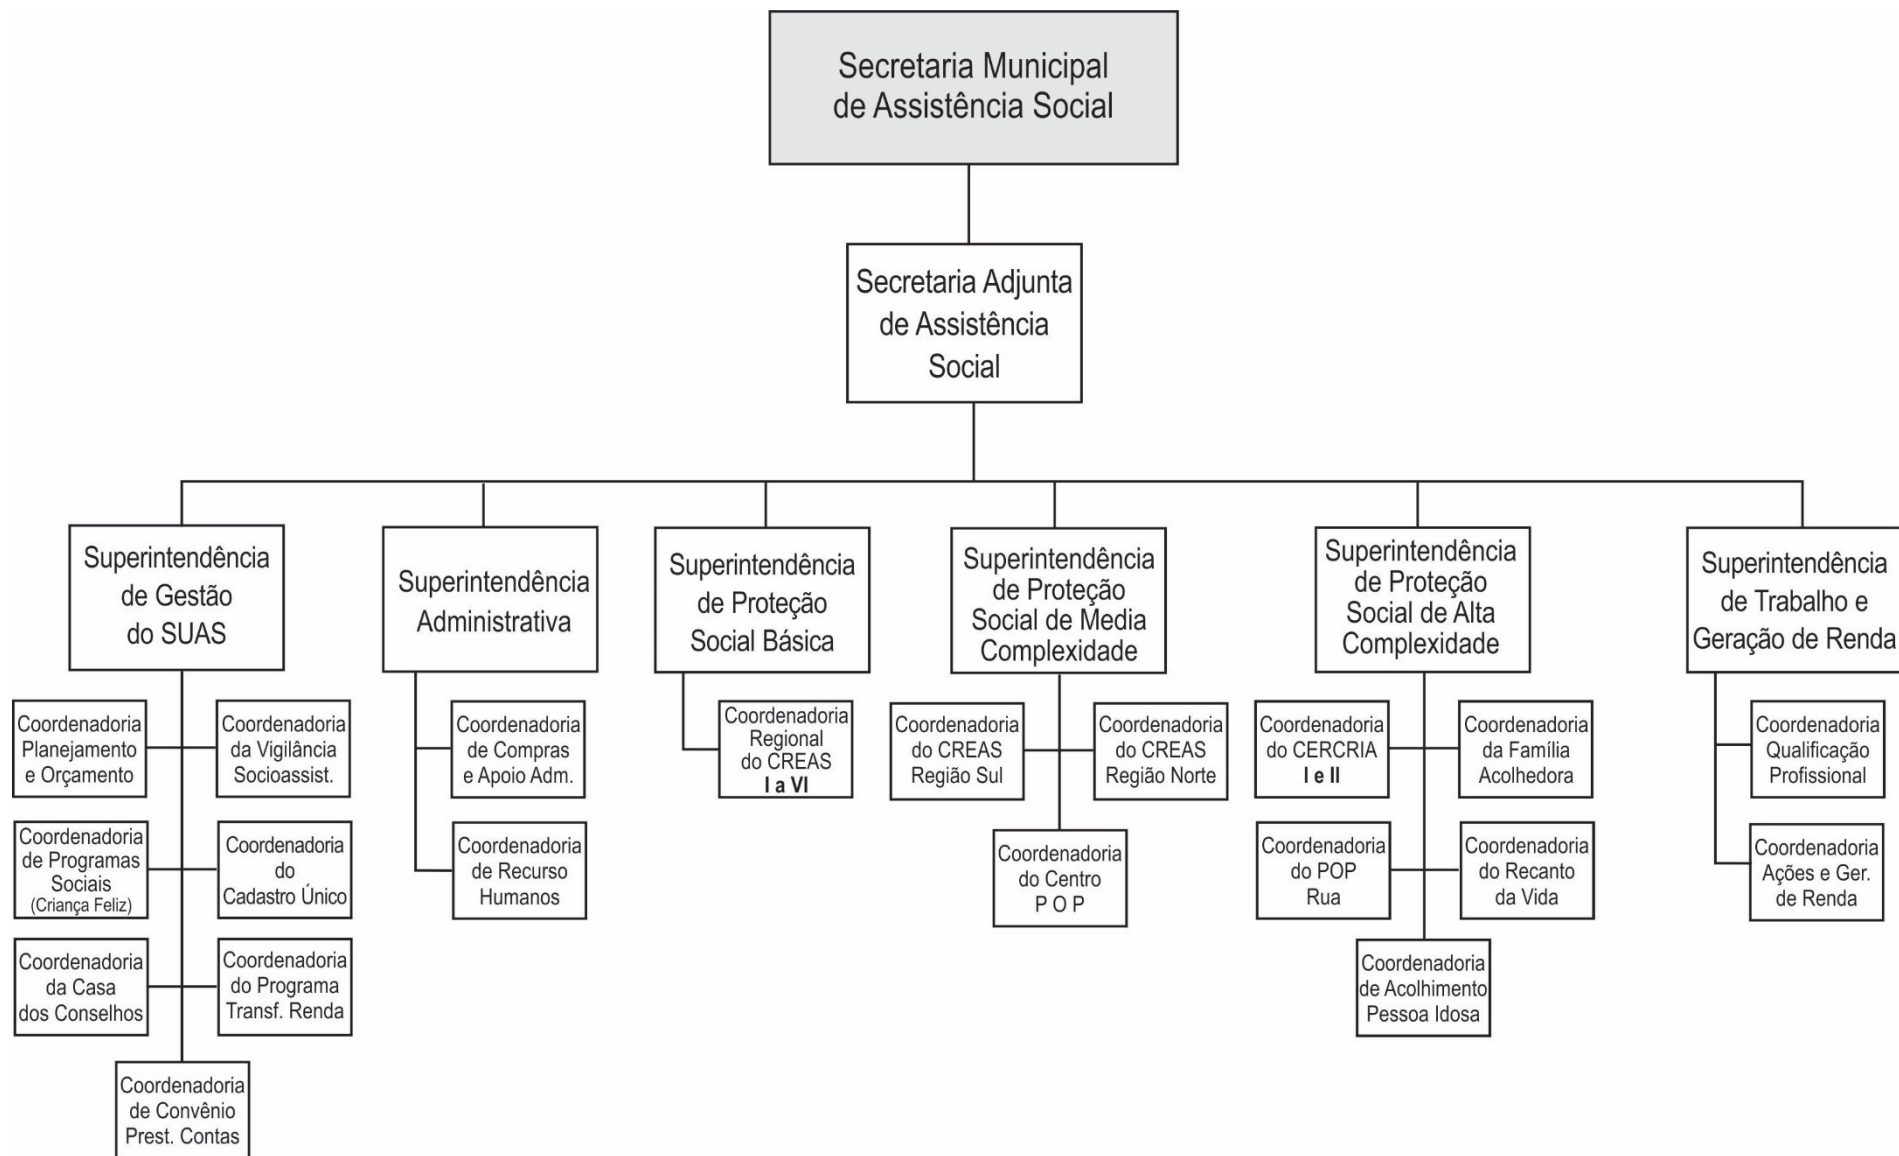 Secretaria Municipal
de Assistência Social
Secretaria Adjunta
de Assistência
Social
Superintendência
de Gestão
do SUAS
Superintendência
Administrativa
Superintendência
de Proteção
Social Básica
Superintendência
de Proteção
Social de Media
Complexidade
Superintendência
de Proteção
Social de Alta
Complexidade
Superintendência
de Trabalho e
Geração de Renda
Coordenadoria
Planejamento
e Orçamento
Coordenadoria
da Vigilância
Socioassist.
Coordenadoria
de Compras
e Apoio Adm.
Coordenadoria
Regional
do CREAS
I a VI
Coordenadoria
do CREAS
Região Sul
Coordenadoria
do CREAS
Região Norte
Coordenadoria
do CERCRIA
I e II
Coordenadoria
da Família
Acolhedora
Coordenadoria
Qualificação
Profissional
Coordenadoria
de Programas
Sociais
(Criança Feliz)
Coordenadoria
do
Cadastro Único
Coordenadoria
de Recurso
Humanos
Coordenadoria
do Centro
P O P
Coordenadoria
do POP
Rua
Coordenadoria
do Recanto
da Vida
Coordenadoria
Ações e Ger.
de Renda
Coordenadoria
da Casa
dos Conselhos
Coordenadoria
do Programa
Transf. Renda
Coordenadoria
de Acolhimento
Pessoa Idosa
Coordenadoria
de Convênio
Prest. Contas